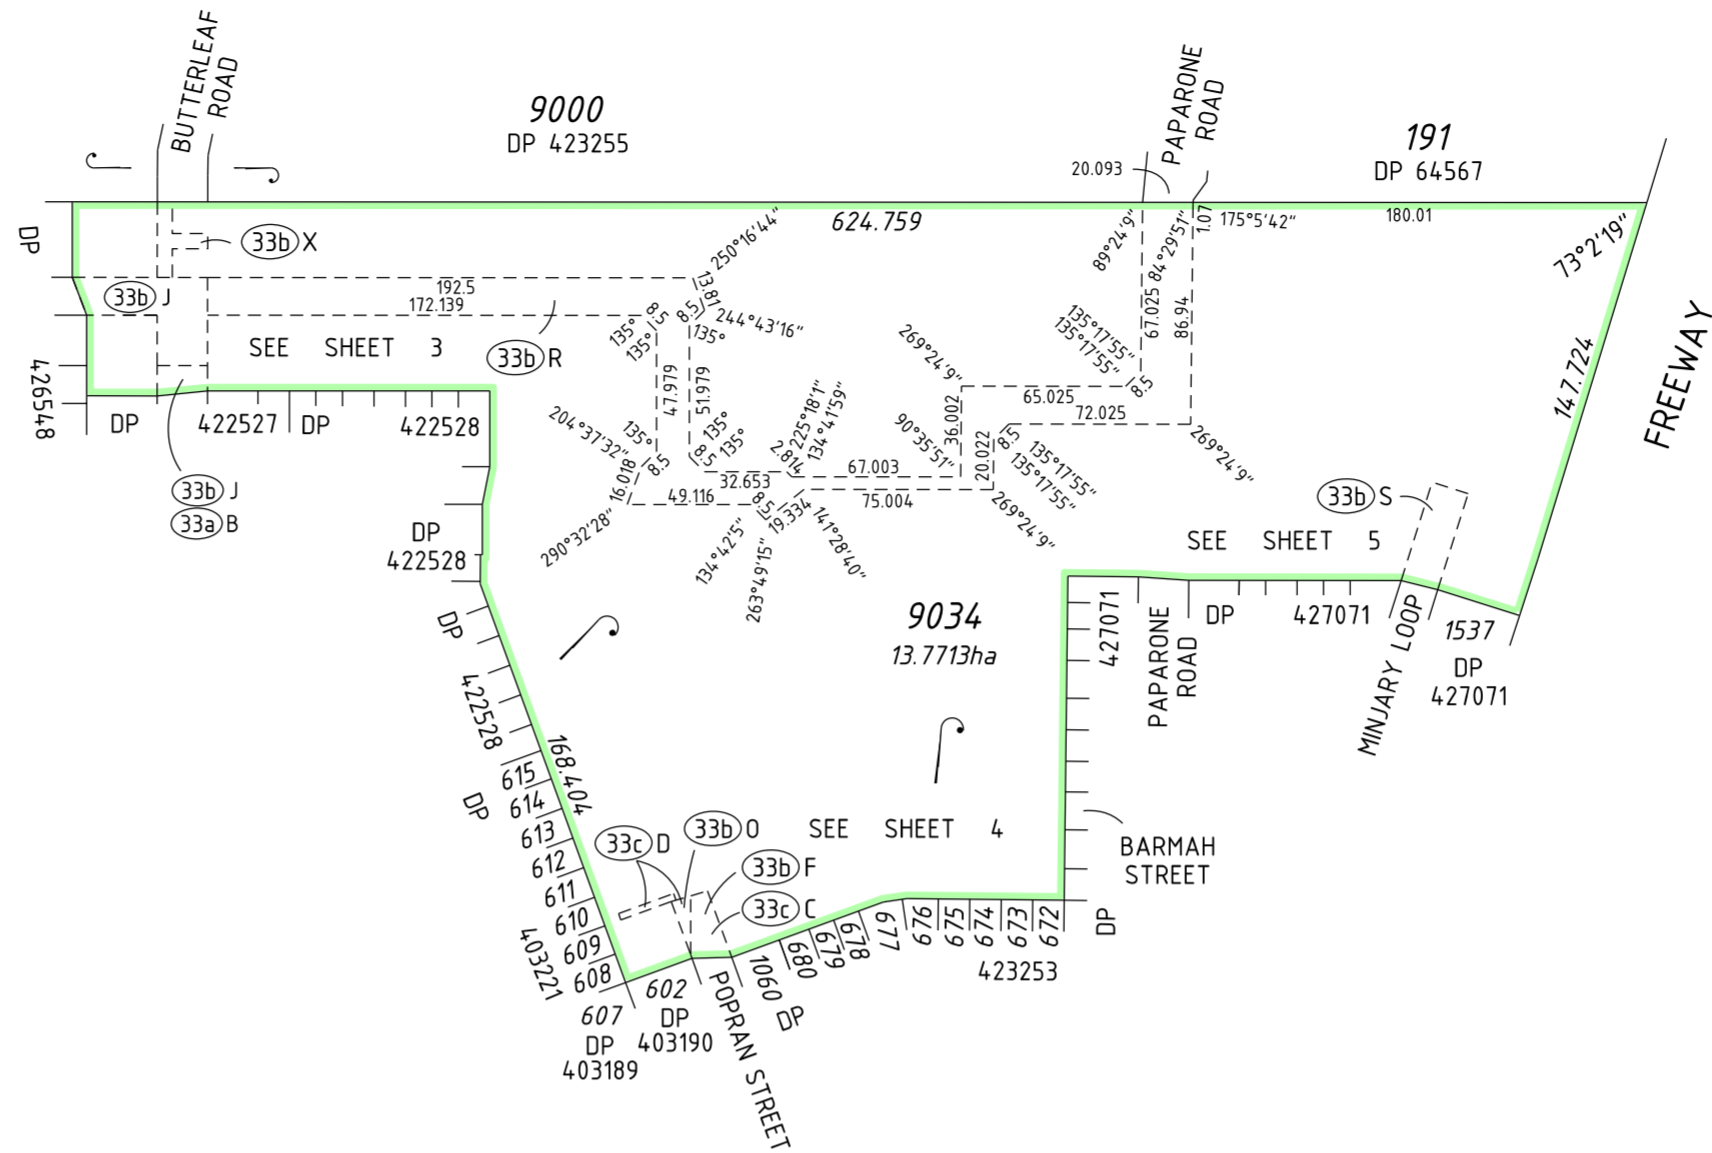 BUTTERLEAF
ROAD
9000
DP 423255
PAPARONE
ROAD
191
DP 64567
20.093
624.759
1.07
175°5'42"
180.01
73°2'19"
DP
33b X
250°16'44"
89°24'9"
84°29'51"
33b J
192.5
172.139
13.81
8.5
8.5
244°43'16"
135°
135°
135°
67.025
86.94
135°17'55"
135°17'55"
8.5
147.724
FREEWAY
SEE SHEET 3
33b R
269°24'9"
65.025
72.025
426548
DP
422527
DP
422528
47.979
51.979
204°37'32"
135°
8.5
16.018
135°
135°
8.5
225°18'1"
134°41'59"
2.814
36.002
90°35'51"
20.022
8.5
135°17'55"
135°17'55"
269°24'9"
67.003
75.004
32.653
49.116
8.5
19.334
33b J
33a B
290°32'28"
134°42'5"
263°49'15"
141°28'40"
269°24'9"
33b S
DP
422528
SEE SHEET 5
9034
13.7713ha
DP
427071
PAPARONE
ROAD
DP
427071
MINJARY LOOP
1537
DP
427071
422528
168.404
DP
615
614
613
612
611
610
609
608
403221
33c D
33b O
33b F
33c C
SEE SHEET 4
BARMAH
STREET
607
DP
403189
602
DP
403190
POPRAN STREET
1060
DP
680
679
678
677
676
675
674
673
672
DP
423253